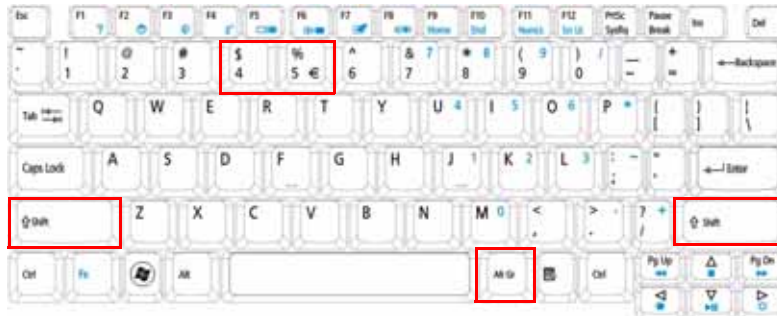 Esc F1 F2 F3 F4 F5 F6 F7 F8 F9 F10 F11 F12 PrtSc Pause Ins Del
? Home End NumLk Scr Lk SysRq Break
~ ! @ # $ % ^ & 7 * 8 ( 9 ) / _ + ←Backspace
` 1 2 3 4 5 € 6 7 8 9 0 - =
Tab Q W E R T Y U 4 I 5 O 6 P * { } |
[ ] \
Caps Lock A S D F G H J 1 K 2 L 3 : - " Enter
; '
⇧ Shift Z X C V B N M 0 < > . ? + ⇧ Shift
, . /
Ctrl Fn Alt Alt Gr Ctrl Pg Up △ Pg Dn
◁ ▽ ▷